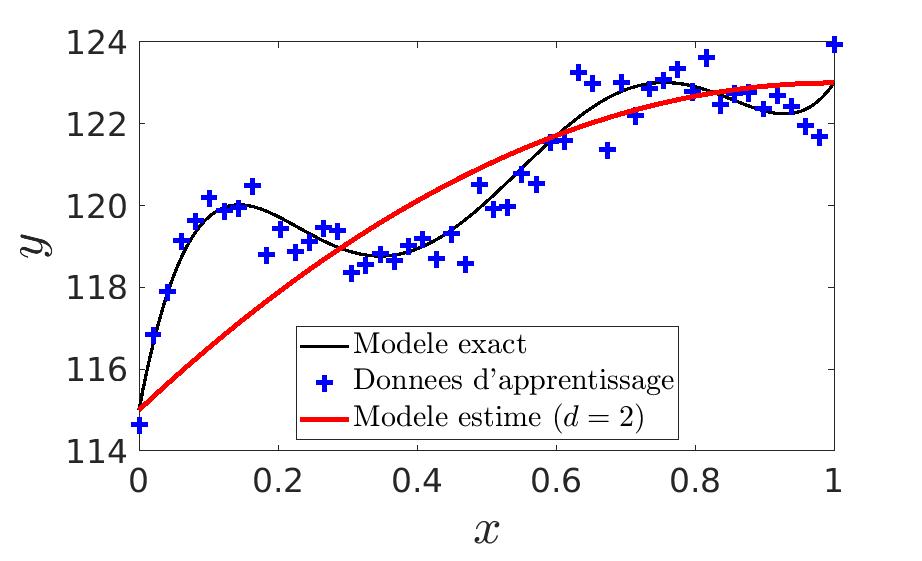 124
122
120
118
116
114
y
Modele exact
Donnees d'apprentissage
Modele estime (d = 2)
0 0.2 0.4 0.6 0.8 1
x